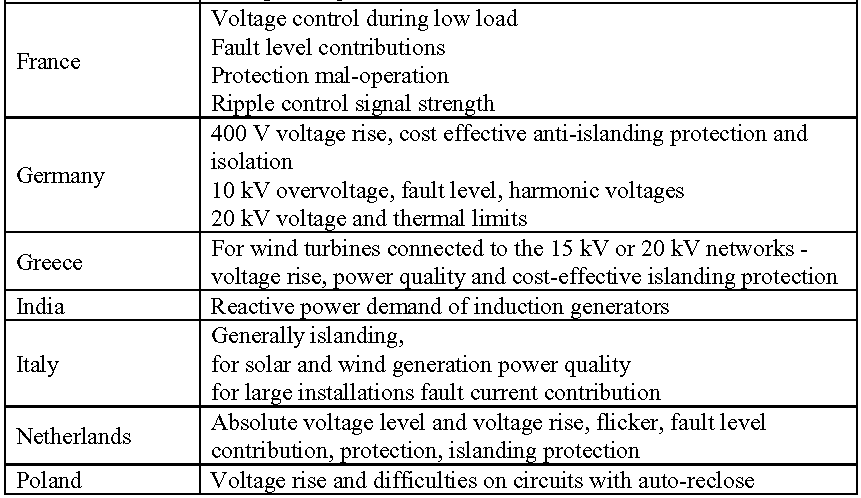 France
Voltage control during low load
Fault level contributions
Protection mal-operation
Ripple control signal strength
Germany
400 V voltage rise, cost effective anti-islanding protection and
isolation
10 kV overvoltage, fault level, harmonic voltages
20 kV voltage and thermal limits
Greece
For wind turbines connected to the 15 kV or 20 kV networks -
voltage rise, power quality and cost-effective islanding protection
India
Reactive power demand of induction generators
Italy
Generally islanding,
for solar and wind generation power quality
for large installations fault current contribution
Netherlands
Absolute voltage level and voltage rise, flicker, fault level
contribution, protection, islanding protection
Poland
Voltage rise and difficulties on circuits with auto-reclose